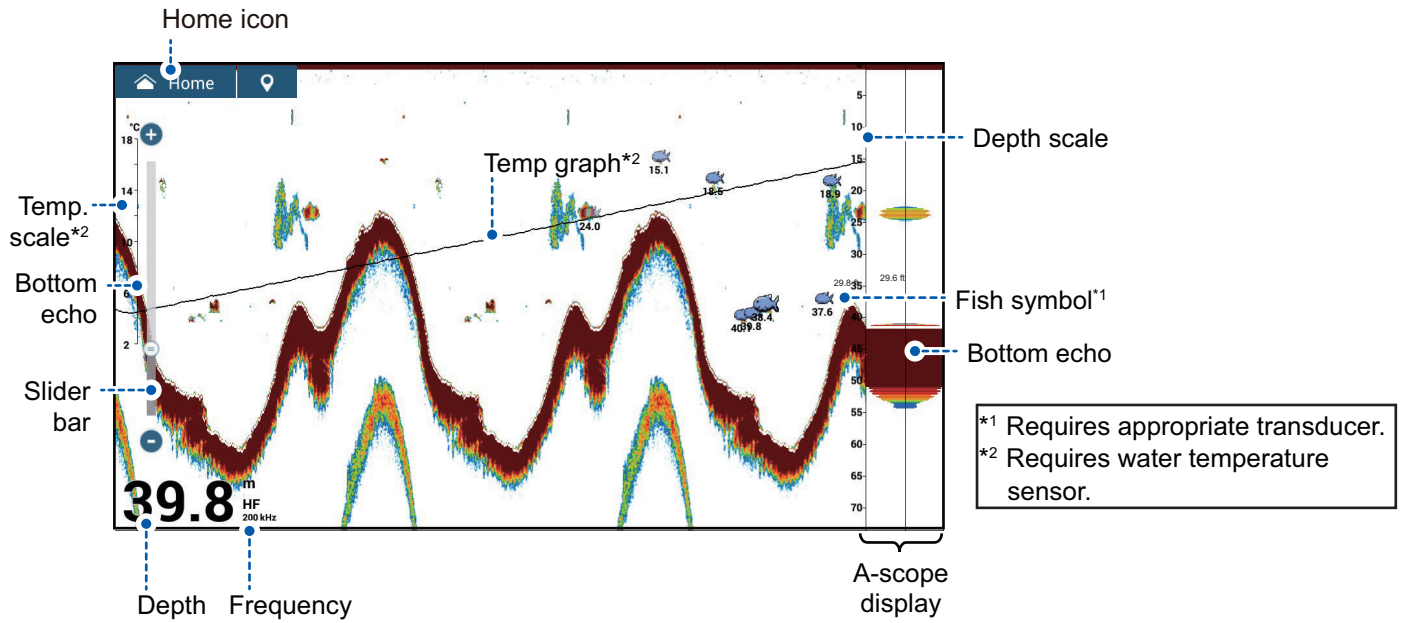 Home icon
Home
°C
18
14
10
6
2
Temp.
scale*2
Bottom
echo
Slider
bar
Temp graph*2
15.1
18.5
18.9
24.0
29.6 ft
37.6
38.4
39.8
40.1
5
10
15
20
25
30
35
40
45
50
55
60
65
70
Depth scale
Fish symbol*1
Bottom echo
*1 Requires appropriate transducer.
*2 Requires water temperature
sensor.
39.8 m
HF
200 kHz
Depth
Frequency
A-scope
display